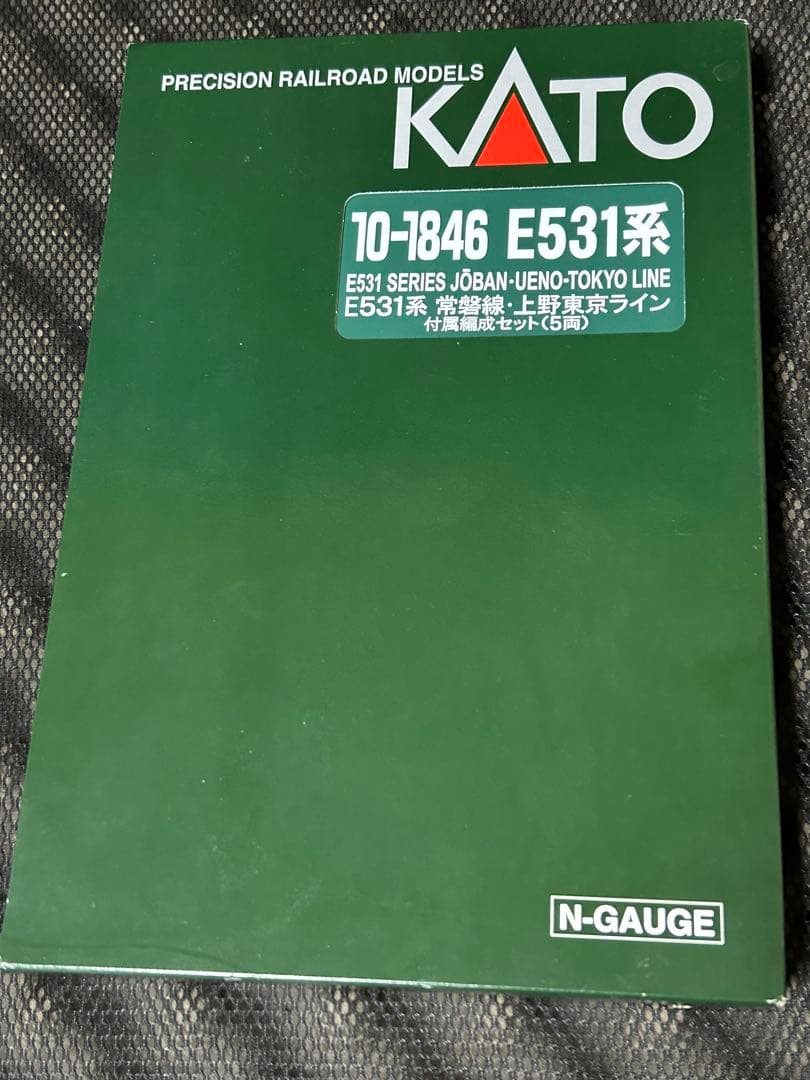 PRECISION RAILROAD MODELS
KATO
10-1846 E531系
E531 SERIES JŌBAN·UENO-TOKYO LINE
E531系 常磐線・上野東京ライン
付属編成セット(5両)
N-GAUGE